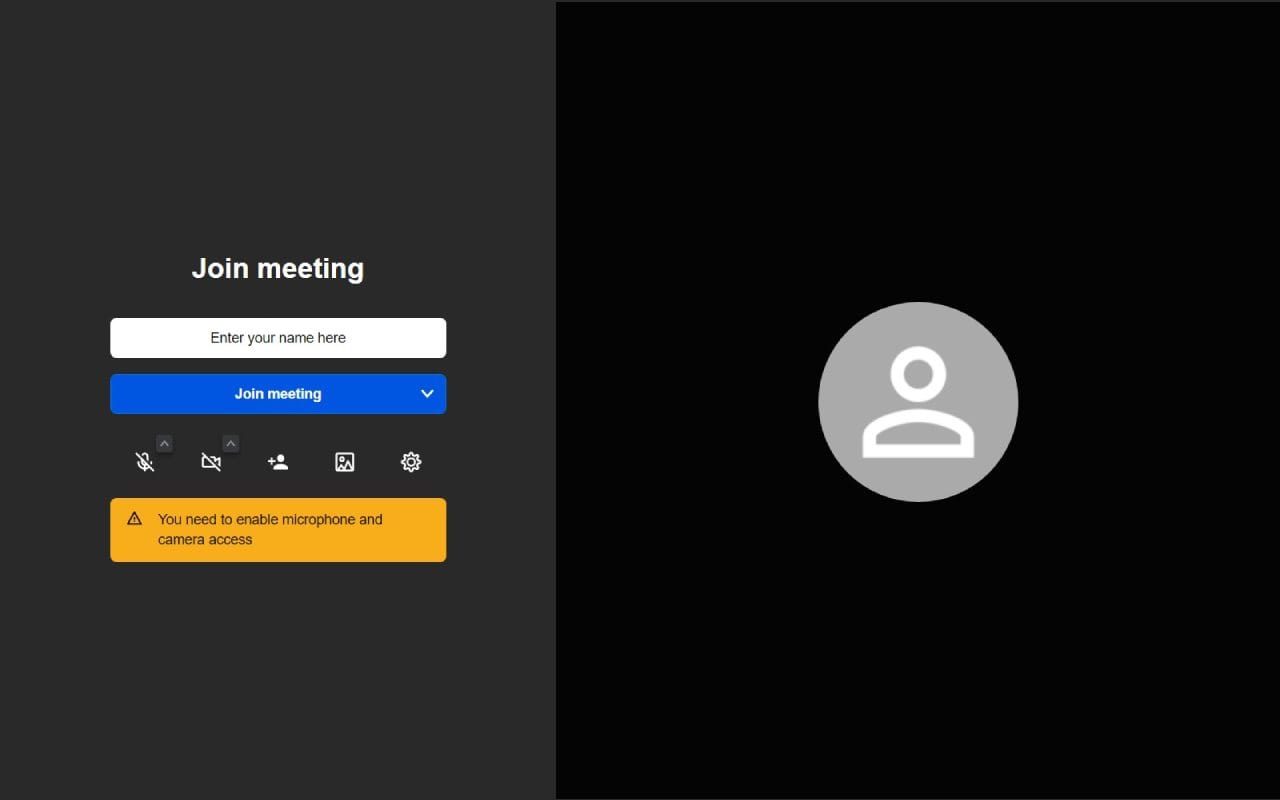 Join meeting
Enter your name here
Join meeting
You need to enable microphone and
camera access